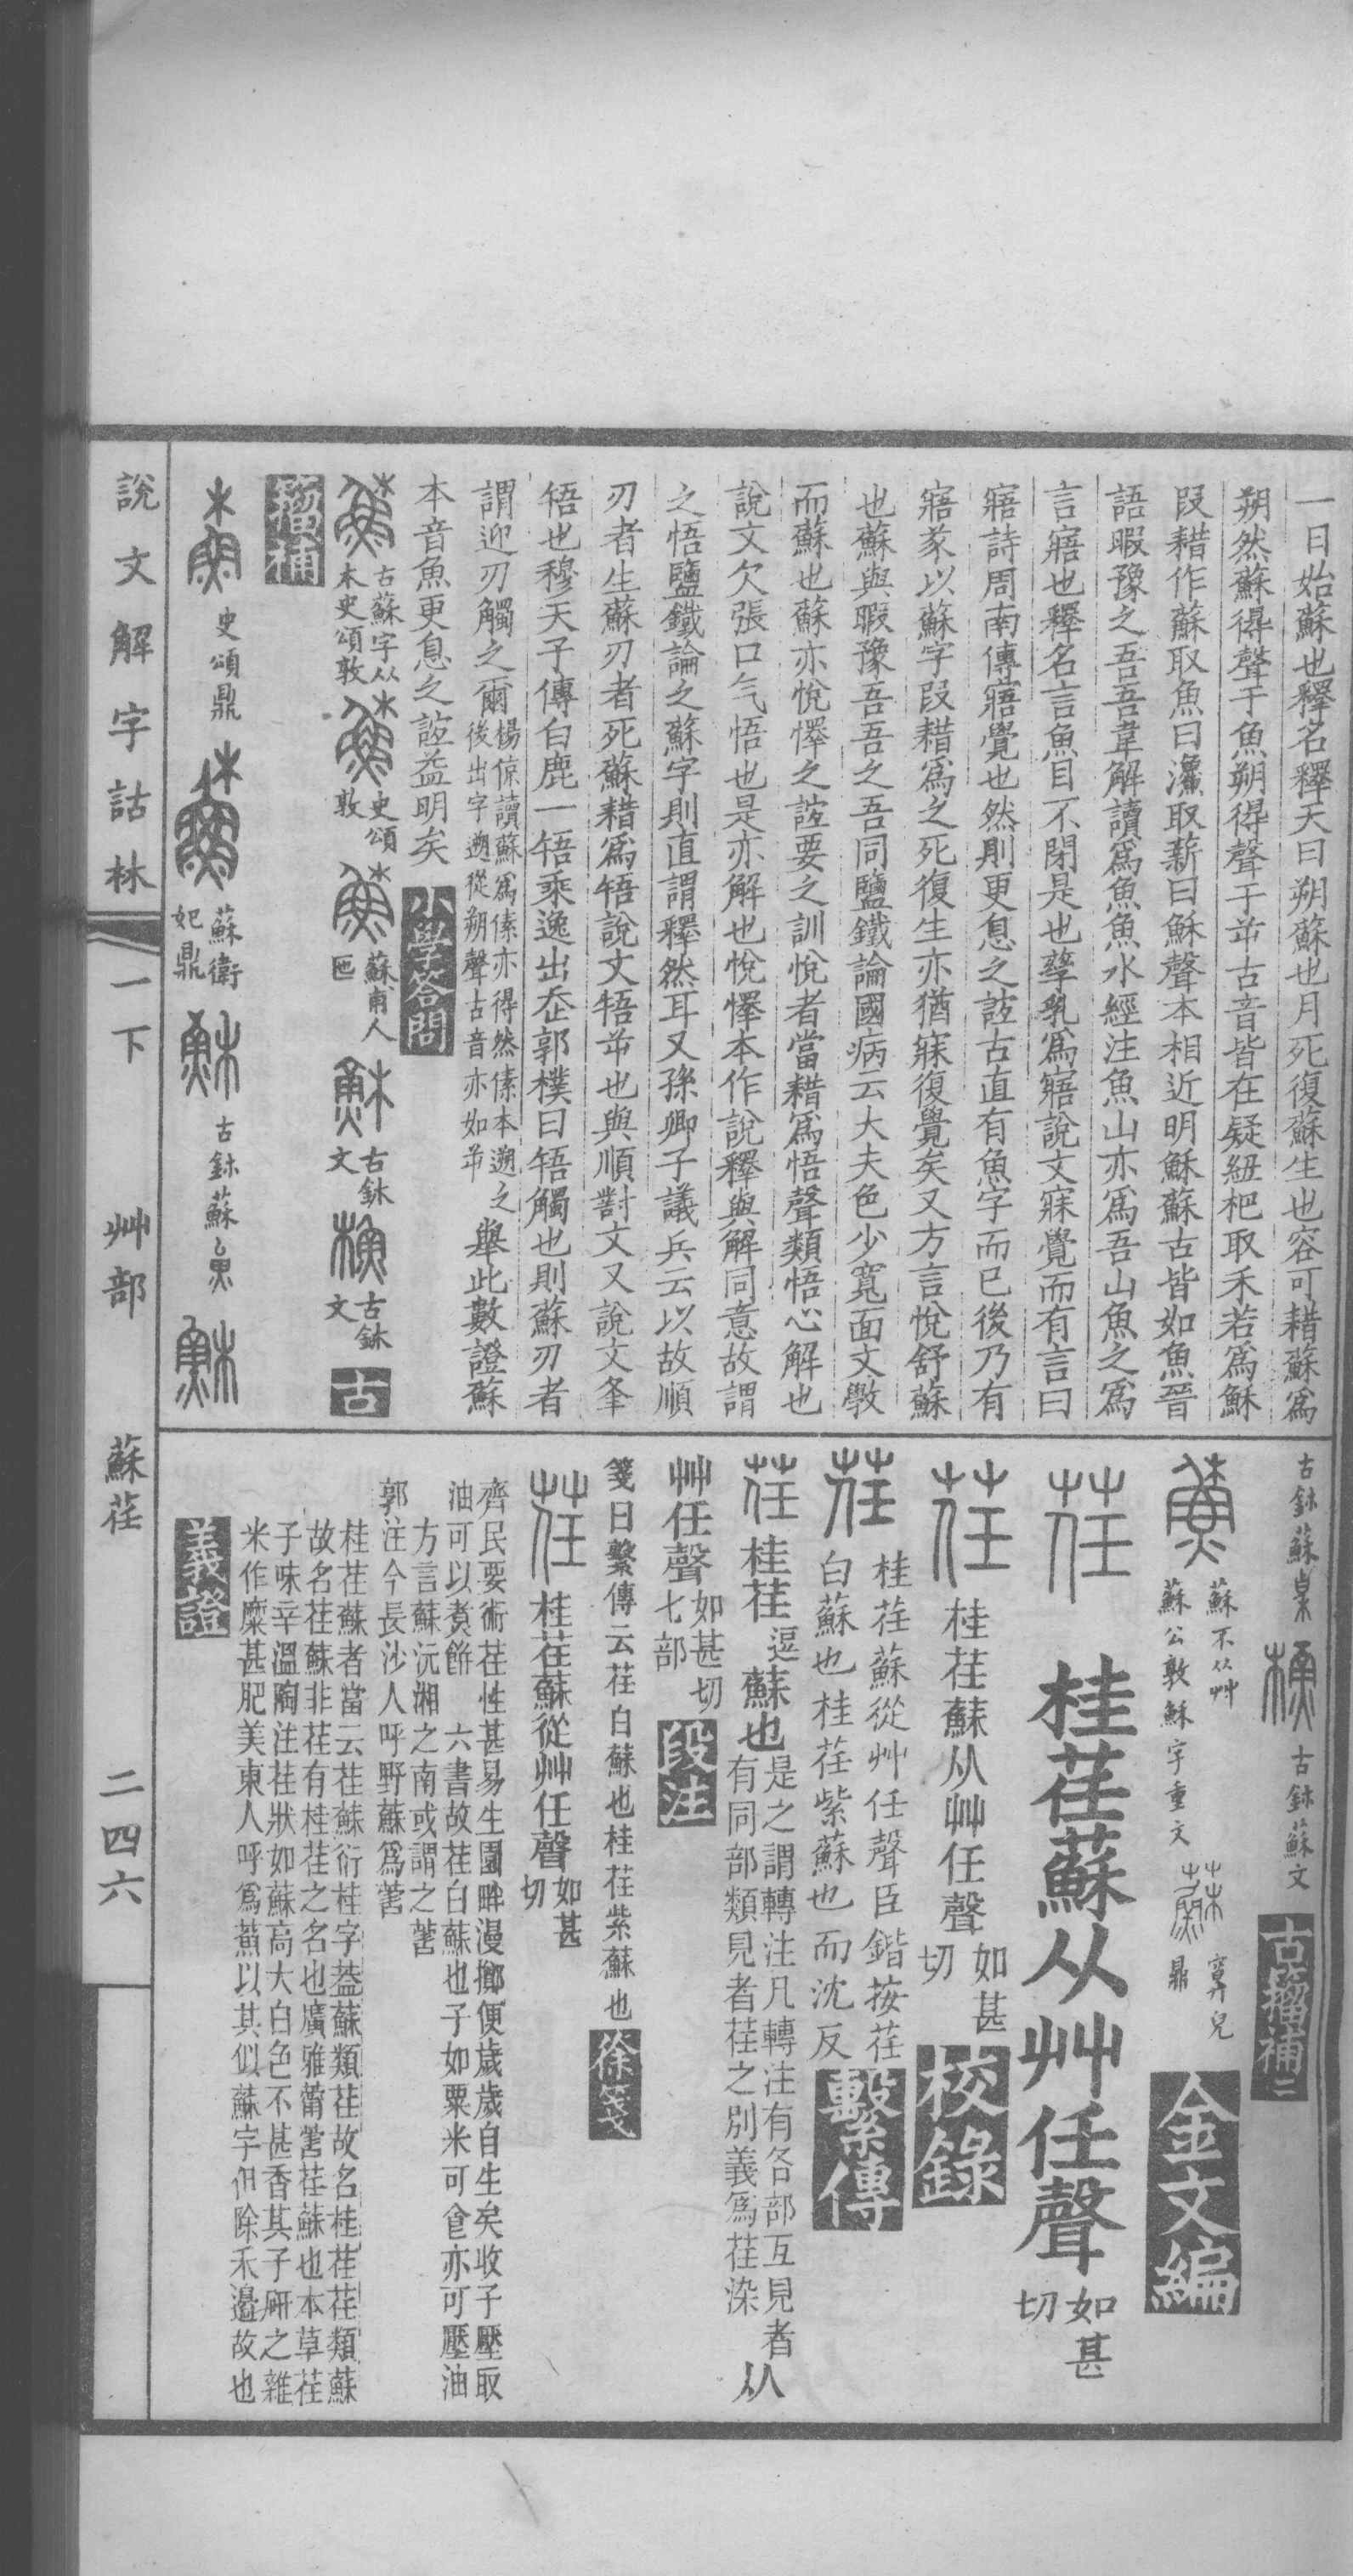 一曰始蘇也釋名釋天曰朔蘇也月死復蘇生也容可耤蘇爲
朔然蘇得聲于魚朔得聲于屰古音皆在疑紐杷取禾若爲穌
叚耤作蘇取魚曰㶓取薪曰穌聲本相近明穌蘇古皆如魚晉
語暇豫之吾吾韋解讀爲魚魚水經注魚山亦爲吾山魚之爲
言寤也釋名言魚目不閉是也孳乳爲寤說文寐覺而有言曰
寤詩周南傳寤覺也然則更息之誼古直有魚字而已後乃有
寤篆以蘇字叚耤爲之死復生亦猶寐復覺矣又方言悅舒蘇
也蘇與暇豫吾吾之吾同鹽鐵論國病云大夫色少寬面文學
而蘇也蘇亦悅懌之誼要之訓悅者當耤爲悟聲類悟心解也
說文欠張口气悟也是亦解也悅懌本作說釋與解同意故謂
之悟鹽鐵論之蘇字則直謂釋然耳又孫卿子議兵云以故順
刃者生蘇刃者死蘇耤爲啎說文啎屰也與順對文又說文夆
啎也穆天子傳白鹿一啎乘逸出走郭樸曰啎觸也則蘇刃者
謂迎刃觸之爾楊倞讀蘇爲傃亦得然傃本遡之後出字遡從朔聲古音亦如屰舉此數證蘇
本音魚更息之誼益明矣 小學答問
古蘇字从木史頌敦 史頌敦 蘇甫人匜 古鉢文 古鉢文 古
籀補
史頌鼎 蘇衛妃鼎 古鉢蘇
古鉢蘇 古鉢蘇文 古籀補二
蘇不从艸蘇公敦穌字重文 寬兒鼎 金文編
荏 桂荏蘇从艸任聲 如甚切
荏 桂荏蘇从艸任聲 如甚切 校錄
荏 桂荏蘇從艸任聲臣鍇按荏白蘇也桂荏紫蘇也而沈反 繫傳
荏 桂荏逗蘇也是之謂轉注凡轉注有各部互見者有同部類見者荏之別義爲荏染从
艸任聲如甚切七部 段注
箋曰繫傳云荏白蘇也桂荏紫蘇也 徐箋
荏 桂荏蘇從艸任聲 如甚切
齊民要術荏性甚易生園畔漫擲便歲歲自生矣收子壓取
油可以煑餅 六書故荏白蘇也子如粟米可食亦可壓油
方言蘇沅湘之南或謂之䔰
郭注今長沙人呼野蘇爲䔰
桂荏蘇者當云荏蘇衍桂字葢蘇類荏故名桂荏荏類蘇
故名荏蘇非荏有桂荏之名也廣雅䔰荏蘇也本草荏
子味辛溫陶注荏狀如蘇高大白色不甚香其子硏之雜
米作糜甚肥美東人呼爲䕡以其似蘇字但除禾邊故也
義證
說文解字詁林 一下 艸部 蘇荏 二四六